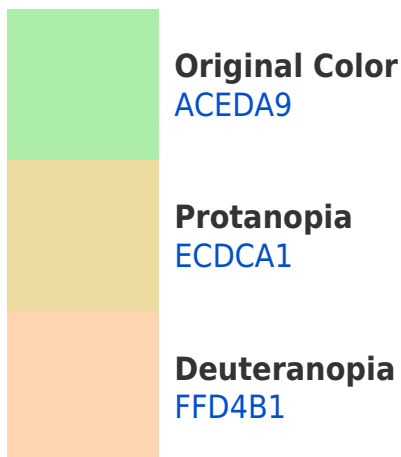 Original Color
ACEDA9
Protanopia
ECDCA1
Deuteranopia
FFD4B1